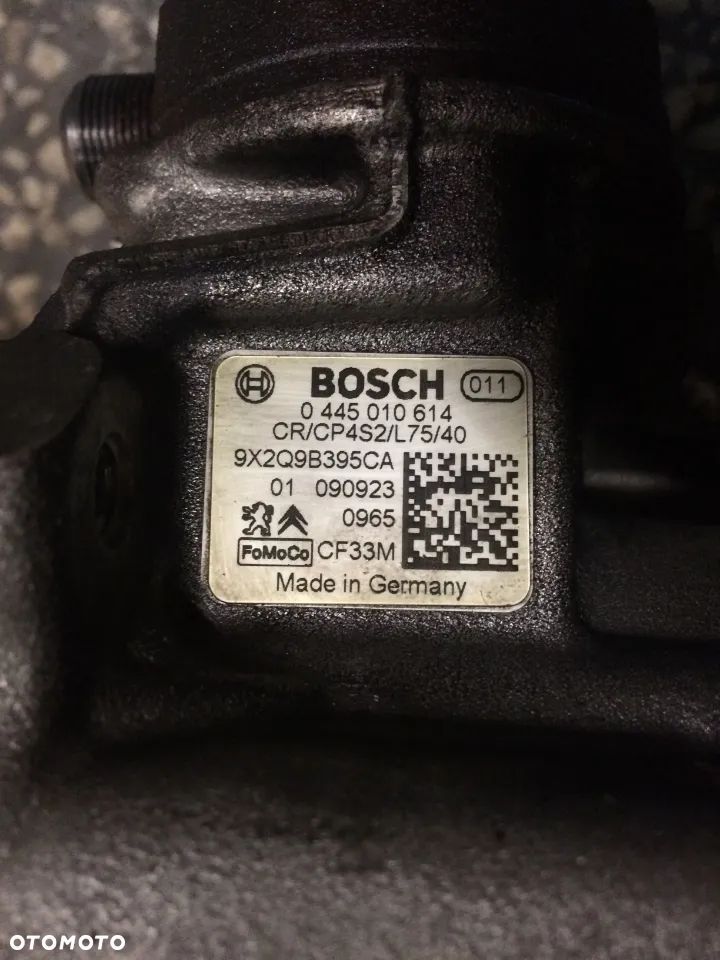 BOSCH 011
0 445 010 614
CR/CP4S2/L75/40
9X2Q9B395CA
01 090923
0965
FoMoCo CF33M
Made in Germany
OTOMOTO